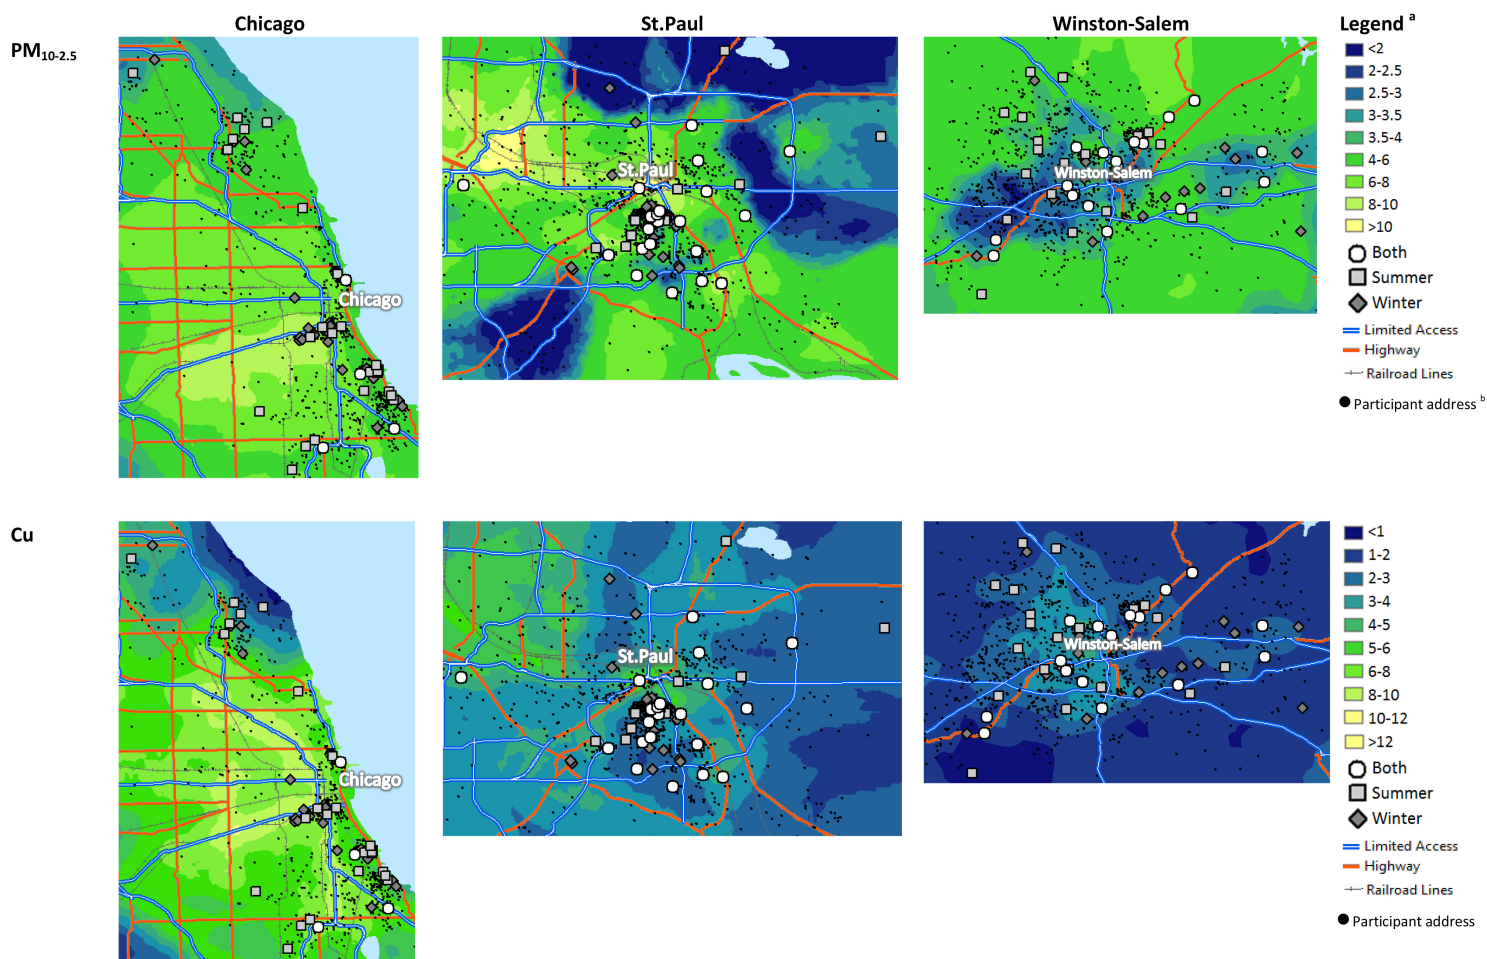 Chicago
St.Paul
Winston-Salem
Legend a
PM10-2.5
<2
2-2.5
2.5-3
3-3.5
3.5-4
4-6
6-8
8-10
>10
Both
Summer
Winter
Limited Access
Highway
Railroad Lines
Participant address b
St.Paul
Winston-Salem
Chicago
Cu
<1
1-2
2-3
3-4
4-5
5-6
6-8
8-10
10-12
>12
Both
Summer
Winter
Limited Access
Highway
Railroad Lines
Participant address
St.Paul
Winston-Salem
Chicago